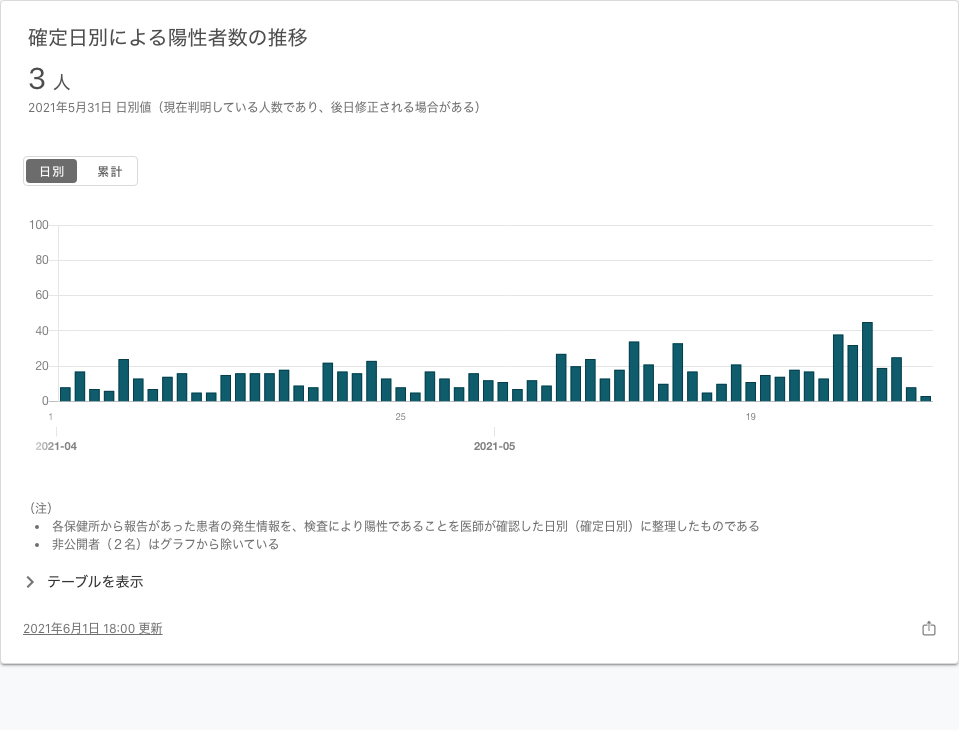 確定日別による陽性者数の推移
3 人
2021年5月31日 日別値（現在判明している人数であり、後日修正される場合がある）
日別 累計
100
80
60
40
20
0
1 25 19
2021-04 2021-05
（注）
• 各保健所から報告があった患者の発生情報を、検査により陽性であることを医師が確認した日別（確定日別）に整理したものである
• 非公開者（２名）はグラフから除いている
テーブルを表示
2021年6月1日 18:00 更新